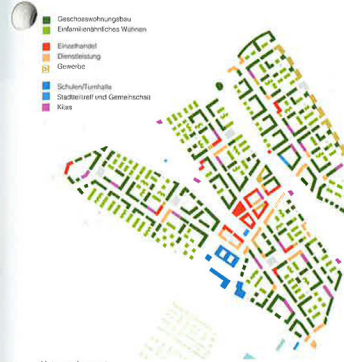 Geschosswohnungsbau
Einfamilienähnliches Wohnen
Einzelhandel
Dienstleistung
Gewerbe
Schulen/Turnhalle
Stadtteiltreff und Gemeinschaft
Kitas